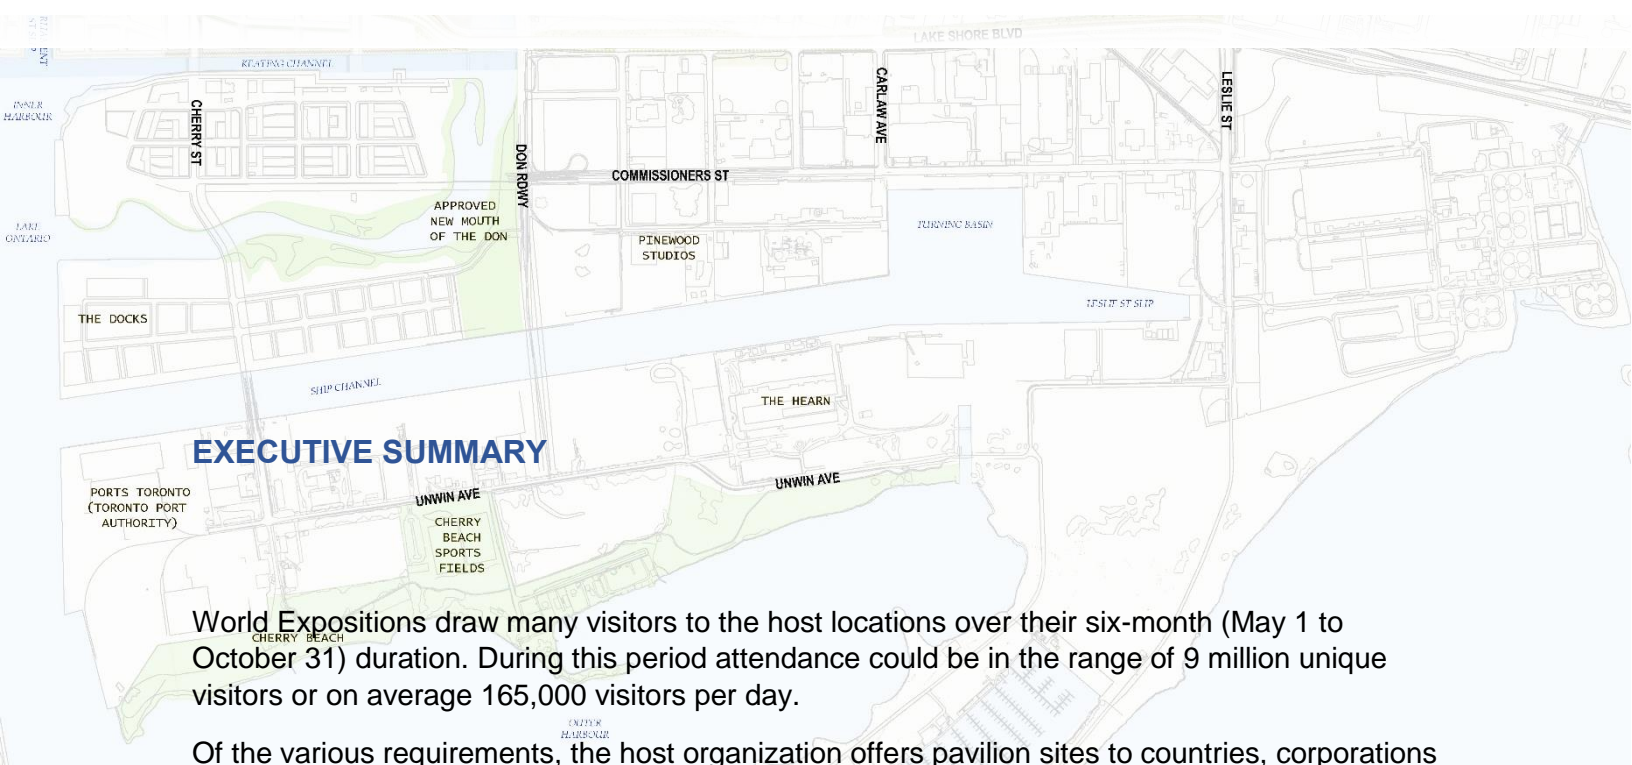 LAKE SHORE BLVD
KEATING CHANNEL
INNER
HARBOUR
CHERRY ST
CARLAW AVE
LESLIE ST
DON RDWY
COMMISSIONERS ST
APPROVED
NEW MOUTH
OF THE DON
LAKE
ONTARIO
PINEWOOD
STUDIOS
TURNING BASIN
THE DOCKS
LESLIE ST SLIP
SHIP CHANNEL
THE HEARN
EXECUTIVE SUMMARY
UNWIN AVE
UNWIN AVE
PORTS TORONTO
(TORONTO PORT
AUTHORITY)
CHERRY
BEACH
SPORTS
FIELDS
World Expositions draw many visitors to the host locations over their six-month (May 1 to
CHERRY BEACH
October 31) duration. During this period attendance could be in the range of 9 million unique
visitors or on average 165,000 visitors per day.
OUTER
HARBOUR
Of the various requirements, the host organization offers pavilion sites to countries, corporations